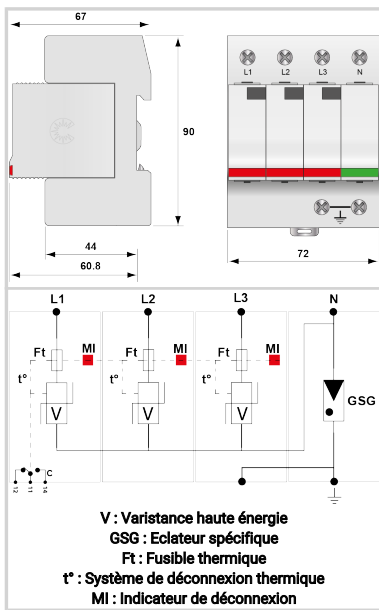 67
L1 L2 L3 N
90
44
60.8
72
L1 L2 L3 N
Ft MI Ft MI Ft MI
t° t° t°
V V V GSG
C
12 11 14
V : Varistance haute énergie
GSG : Eclateur spécifique
Ft : Fusible thermique
t° : Système de déconnexion thermique
MI : Indicateur de déconnexion